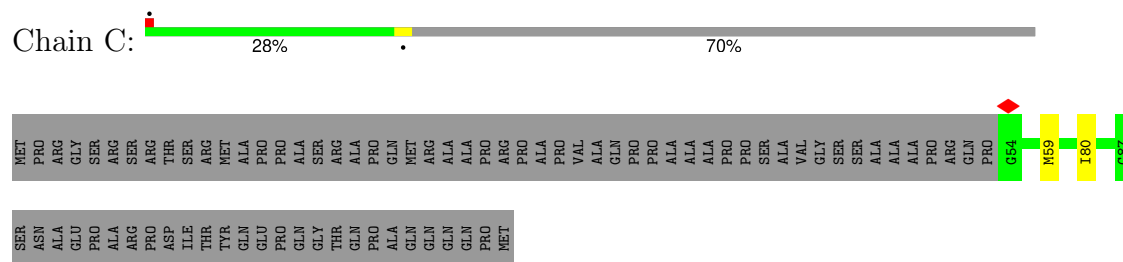 Chain C:
28%
70%
MET PRO ARG GLY SER ARG SER ARG THR SER ARG MET ALA PRO PRO ALA SER ARG ALA PRO GLN MET ARG ALA ALA PRO ARG PRO ALA PRO VAL ALA GLN PRO PRO ALA ALA ALA PRO PRO SER ALA VAL GLY SER SER ALA ALA ALA PRO ARG GLN PRO G54 M59 I80
SER ASN ALA GLU PRO ALA ARG PRO ASP ILE THR TYR GLN GLU PRO GLN GLY THR GLN PRO ALA GLN GLN GLN GLN PRO MET